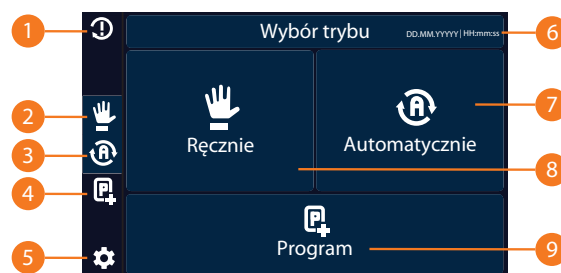 1
2
3
4
5
Wybór trybu
DD.MM.YYYY | HH:mm:ss
Ręcznie
Automatycznie
Program
6
7
8
9